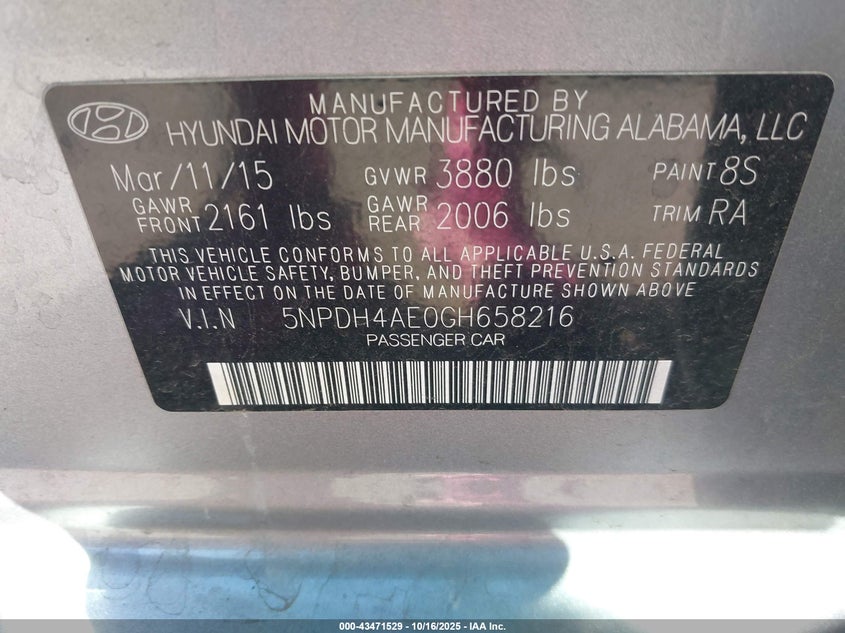 MANUFACTURED BY
HYUNDAI MOTOR MANUFACTURING ALABAMA, LLC
Mar/11/15 GVWR 3880 lbs PAINT 8S
GAWR FRONT 2161 lbs GAWR REAR 2006 lbs TRIM RA
THIS VEHICLE CONFORMS TO ALL APPLICABLE U.S.A. FEDERAL
MOTOR VEHICLE SAFETY, BUMPER, AND THEFT PREVENTION STANDARDS
IN EFFECT ON THE DATE OF MANUFACTURE SHOWN ABOVE
V.I.N 5NPDH4AE0GH658216
PASSENGER CAR
000-43471529 - 10/16/2025 - IAA Inc.